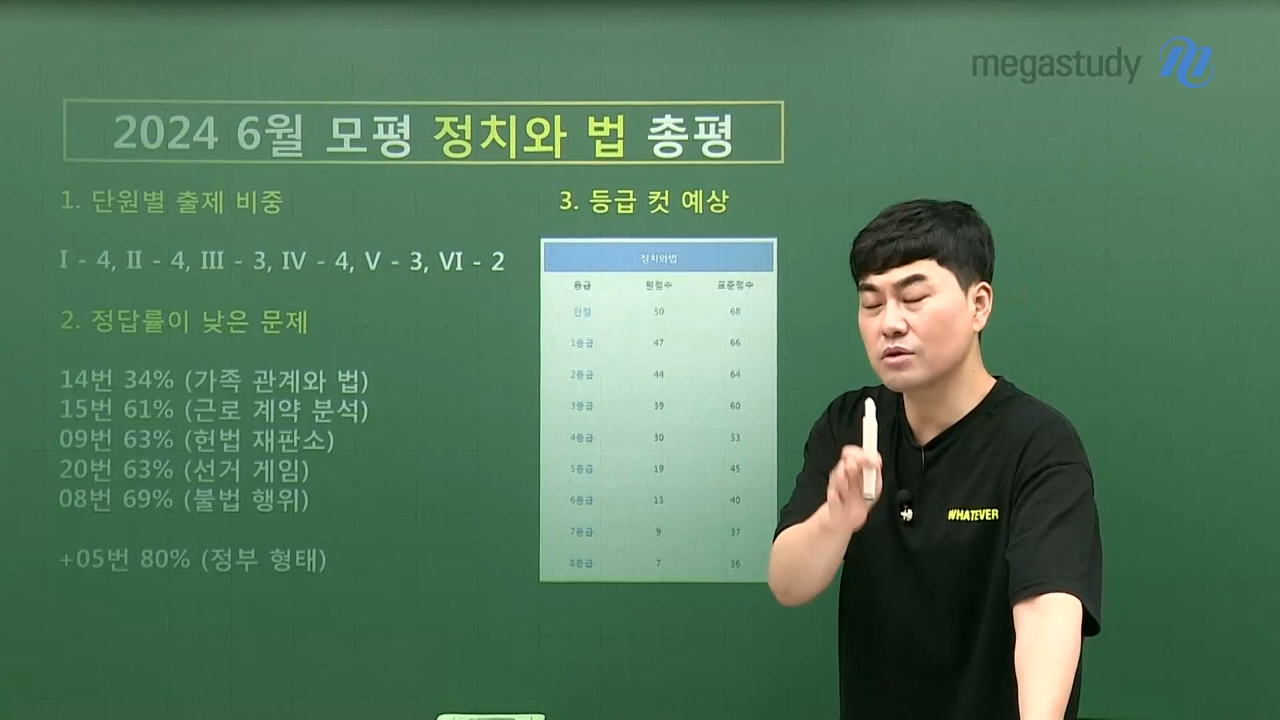 megastudy
2024 6월 모평 정치와 법 총평
1. 단원별 출제 비중
Ⅰ - 4, Ⅱ - 4, Ⅲ - 3, Ⅳ - 4, Ⅴ - 3, Ⅵ - 2
2. 정답률이 낮은 문제
14번 34% (가족 관계와 법)
15번 61% (근로 계약 분석)
09번 63% (헌법 재판소)
20번 63% (선거 게임)
08번 69% (불법 행위)
+05번 80% (정부 형태)
3. 등급 컷 예상
정치와법
등급 원점수 표준점수
만점 50 68
1등급 47 66
2등급 44 64
3등급 39 60
4등급 30 53
5등급 19 45
6등급 13 40
7등급 9 37
8등급 7 36
WHATEVER